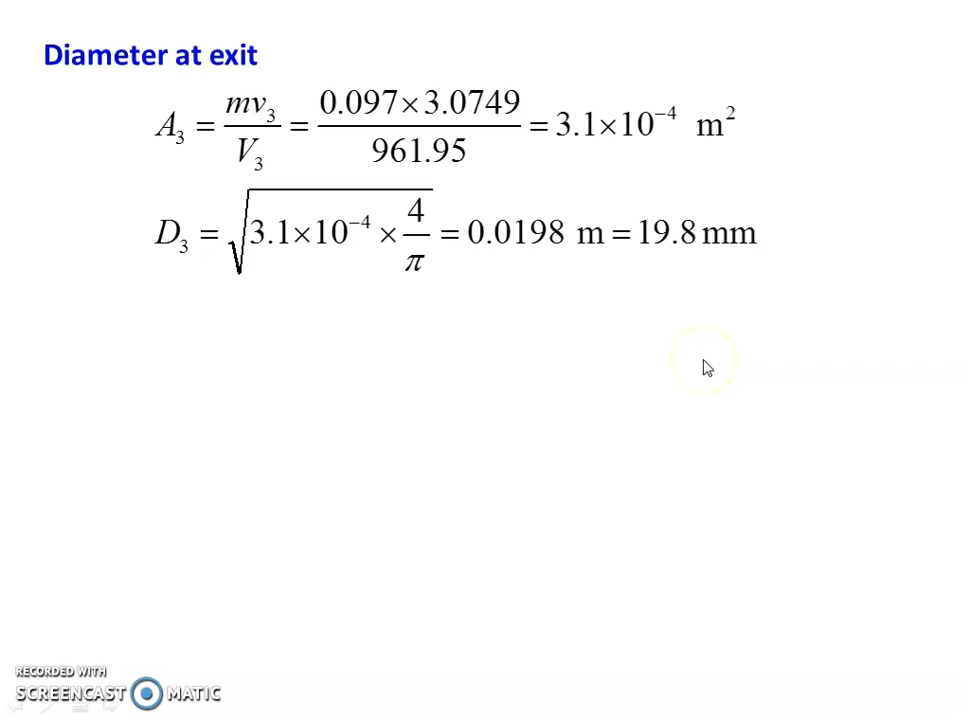 Diameter at exit
A₃ = mv₃/V₃ = (0.097×3.0749)/961.95 = 3.1×10⁻⁴ m²
D₃ = √(3.1×10⁻⁴ × 4/π) = 0.0198 m = 19.8 mm
RECORDED WITH
SCREENCAST MATIC